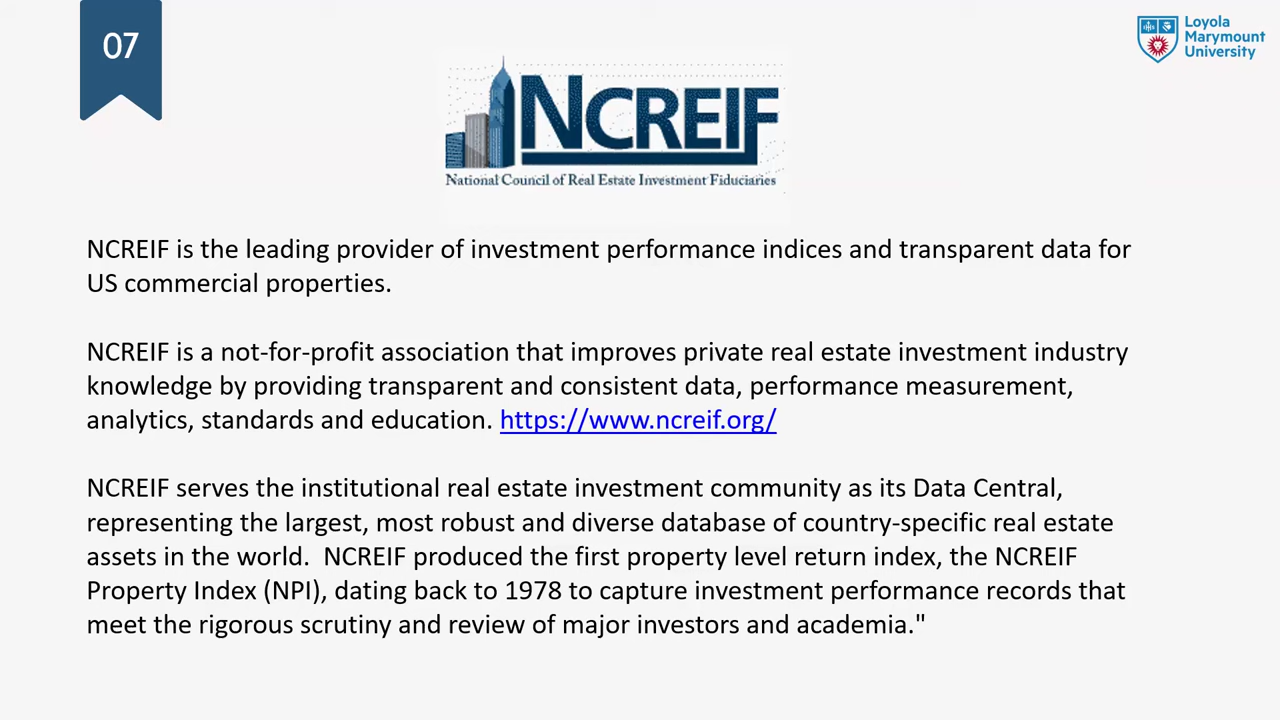 07
Loyola
Marymount
University
NCREIF
National Council of Real Estate Investment Fiduciaries
NCREIF is the leading provider of investment performance indices and transparent data for
US commercial properties.
NCREIF is a not-for-profit association that improves private real estate investment industry
knowledge by providing transparent and consistent data, performance measurement,
analytics, standards and education. https://www.ncreif.org/
NCREIF serves the institutional real estate investment community as its Data Central,
representing the largest, most robust and diverse database of country-specific real estate
assets in the world.  NCREIF produced the first property level return index, the NCREIF
Property Index (NPI), dating back to 1978 to capture investment performance records that
meet the rigorous scrutiny and review of major investors and academia."